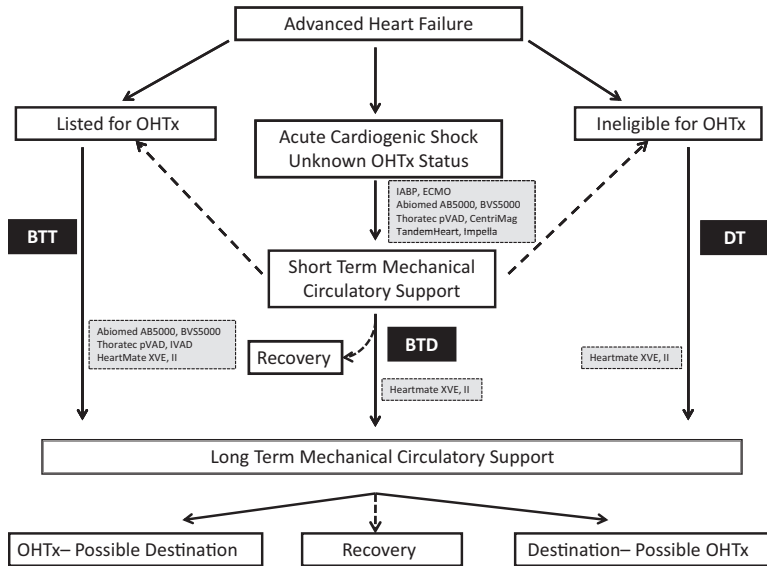 Advanced Heart Failure
Listed for OHTx
Acute Cardiogenic Shock
Unknown OHTx Status
Ineligible for OHTx
IABP, ECMO
Abiomed AB5000, BVS5000
Thoratec pVAD, CentriMag
TandemHeart, Impella
BTT
DT
Short Term Mechanical
Circulatory Support
Abiomed AB5000, BVS5000
Thoratec pVAD, IVAD
HeartMate XVE, II
Recovery
BTD
Heartmate XVE, II
Heartmate XVE, II
Long Term Mechanical Circulatory Support
OHTx– Possible Destination
Recovery
Destination– Possible OHTx